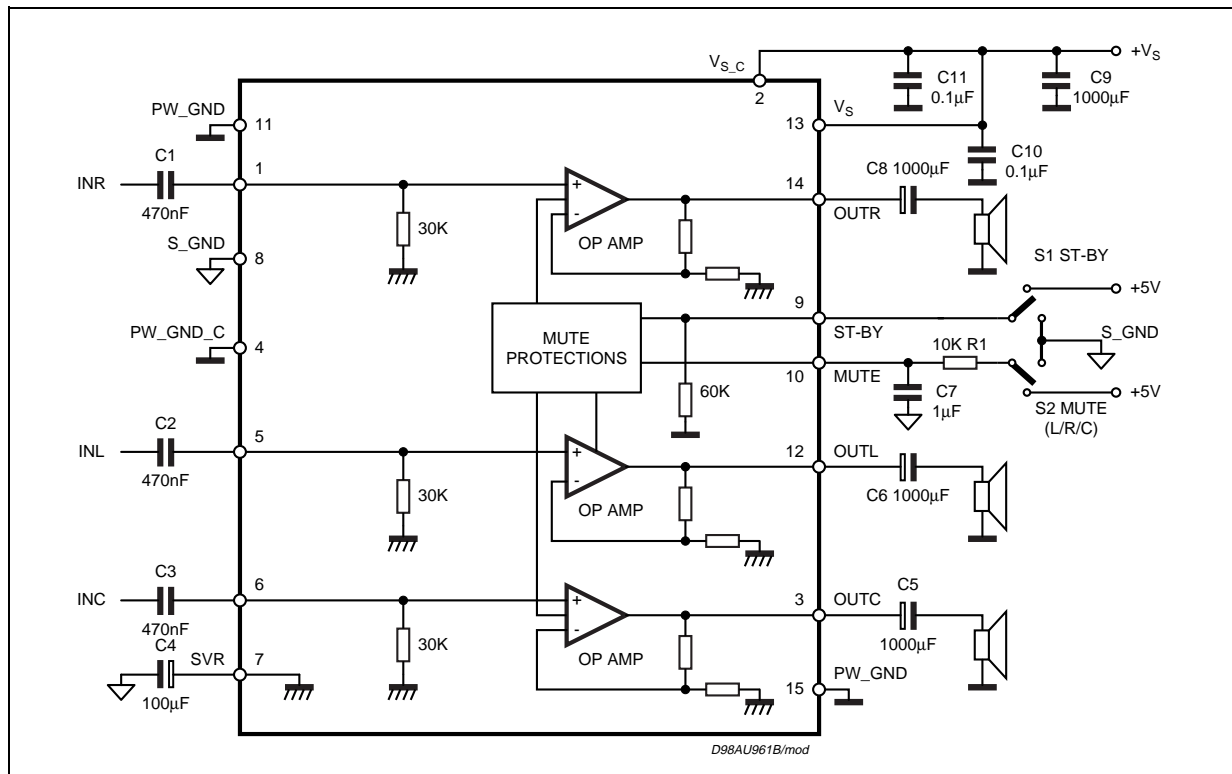 V_S_C
2
C11
0.1µF
+V_S
C9
1000µF
PW_GND
11
V_S
13
C10
0.1µF
C1
INR
470nF
1
30K
+
-
OP AMP
14
OUTR
C8 1000µF
S_GND
8
S1 ST-BY
+5V
9
ST-BY
S_GND
MUTE
PROTECTIONS
PW_GND_C
4
60K
10
MUTE
10K R1
C7
1µF
S2 MUTE
(L/R/C)
+5V
C2
INL
470nF
5
30K
+
-
OP AMP
12
OUTL
C6 1000µF
C3
INC
470nF
6
30K
+
-
OP AMP
3
OUTC
C5
1000µF
C4
100µF
SVR
7
15
PW_GND
D98AU961B/mod